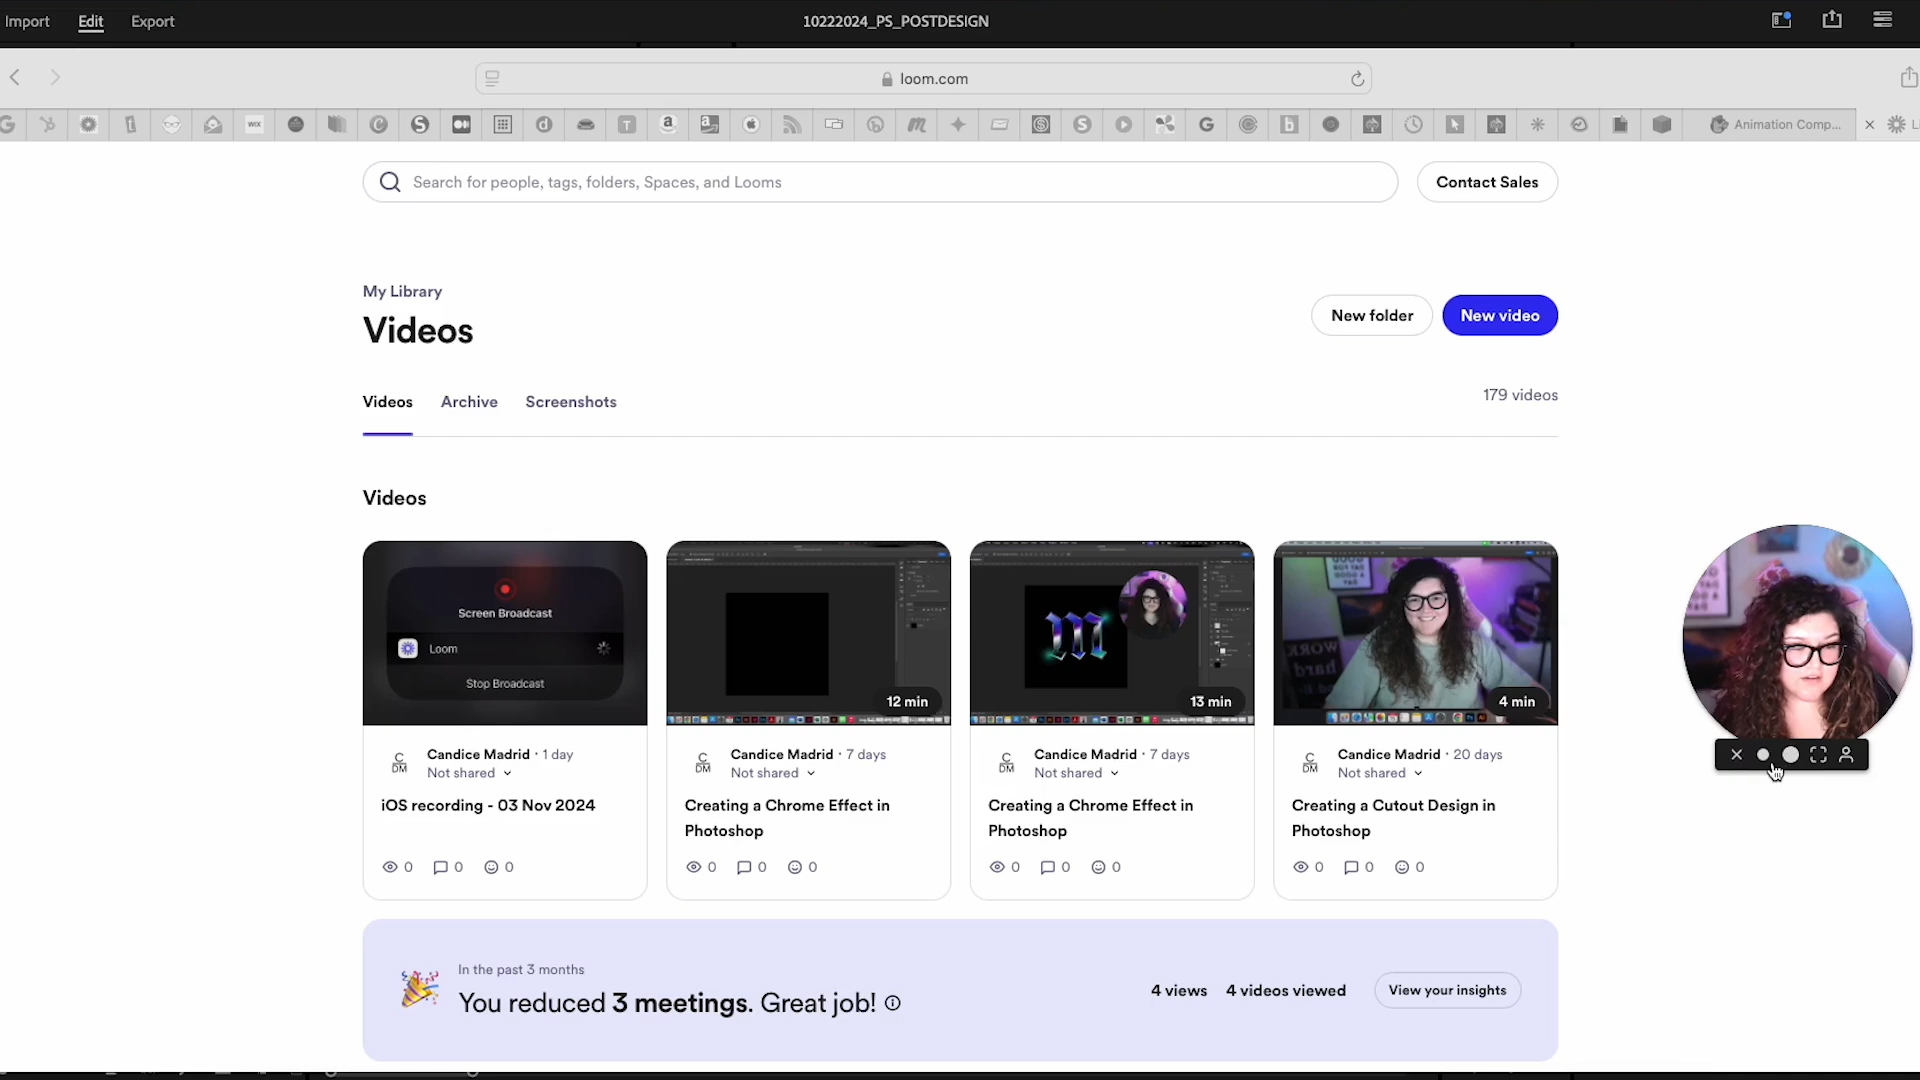 Import Edit Export 10222024_PS_POSTDESIGN
loom.com
WIX Animation Comp...
Search for people, tags, folders, Spaces, and Looms
Contact Sales
My Library
Videos
New folder New video
Videos Archive Screenshots 179 videos
Videos
Screen Broadcast
Loom
Stop Broadcast
12 min
13 min
4 min
Candice Madrid · 1 day
Not shared
iOS recording - 03 Nov 2024
0 0 0
Candice Madrid · 7 days
Not shared
Creating a Chrome Effect in
Photoshop
0 0 0
Candice Madrid · 7 days
Not shared
Creating a Chrome Effect in
Photoshop
0 0 0
Candice Madrid · 20 days
Not shared
Creating a Cutout Design in
Photoshop
0 0 0
In the past 3 months
You reduced 3 meetings. Great job!
4 views 4 videos viewed View your insights